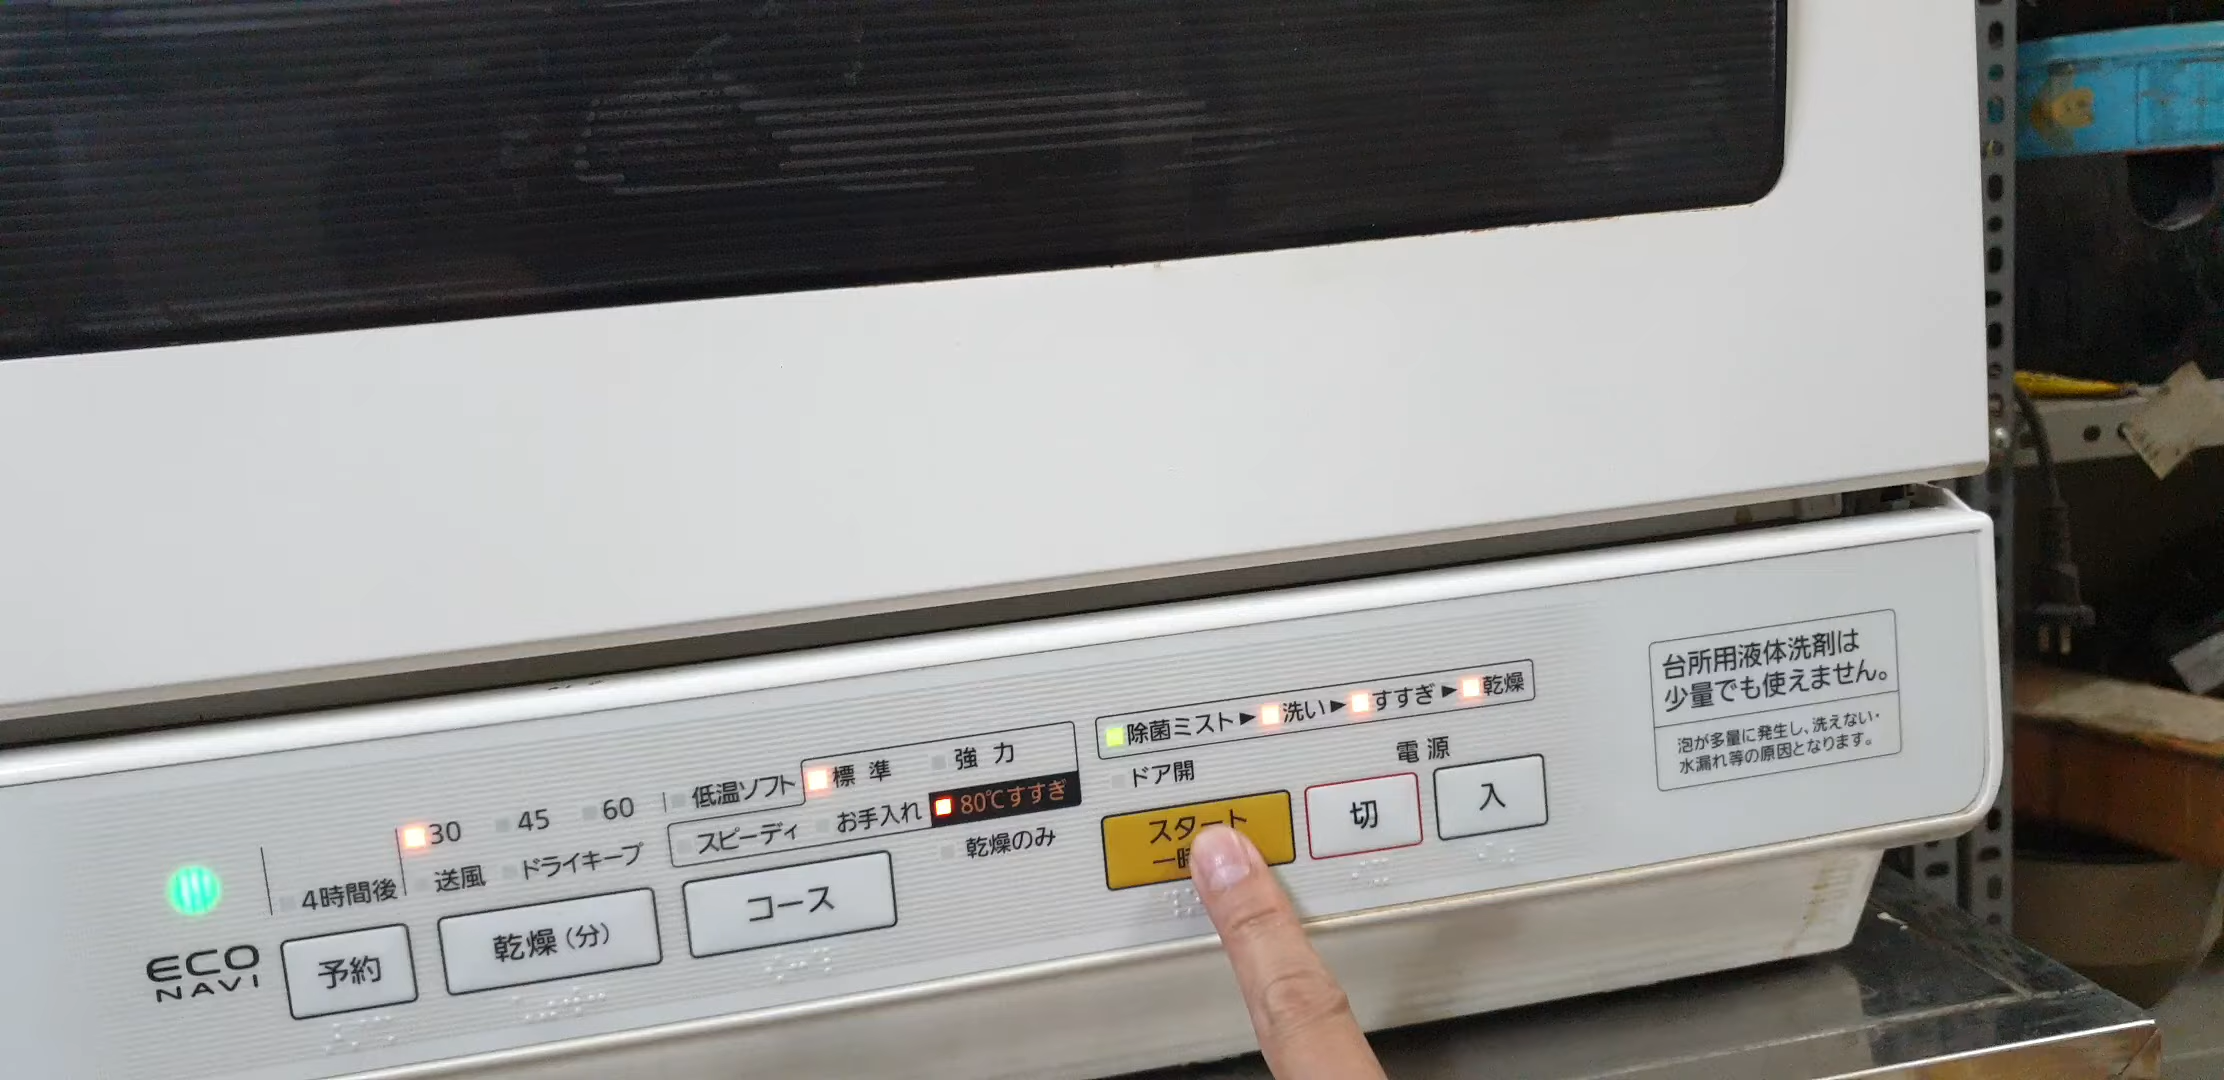 ECO
NAVI
4時間後
予約
30
45
60
送風
ドライキープ
乾燥(分)
低温ソフト
標準
強力
スピーディ
お手入れ
80℃すすぎ
乾燥のみ
コース
除菌ミスト▶洗い▶すすぎ▶乾燥
ドア開
スタート
一時
電源
切
入
台所用液体洗剤は
少量でも使えません。
泡が多量に発生し、洗えない・
水漏れ等の原因となります。